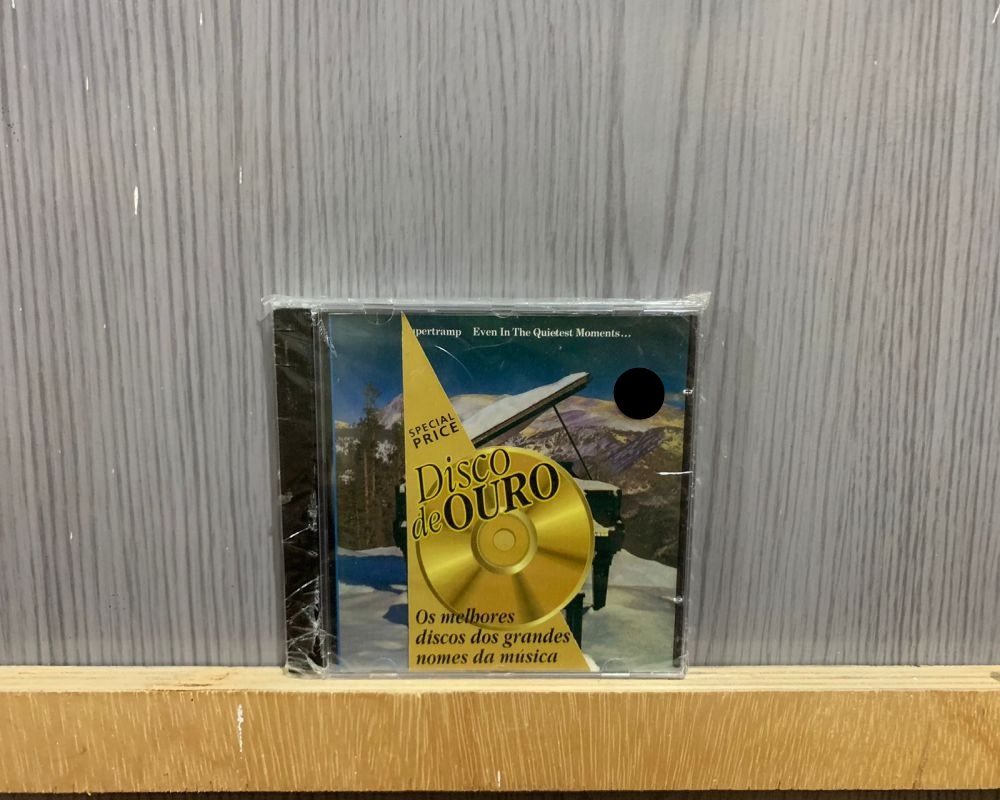 upertramp Even In The Quietest Moments...
SPECIAL
PRICE
Disco
de OURO
Os melhores
discos dos grandes
nomes da música